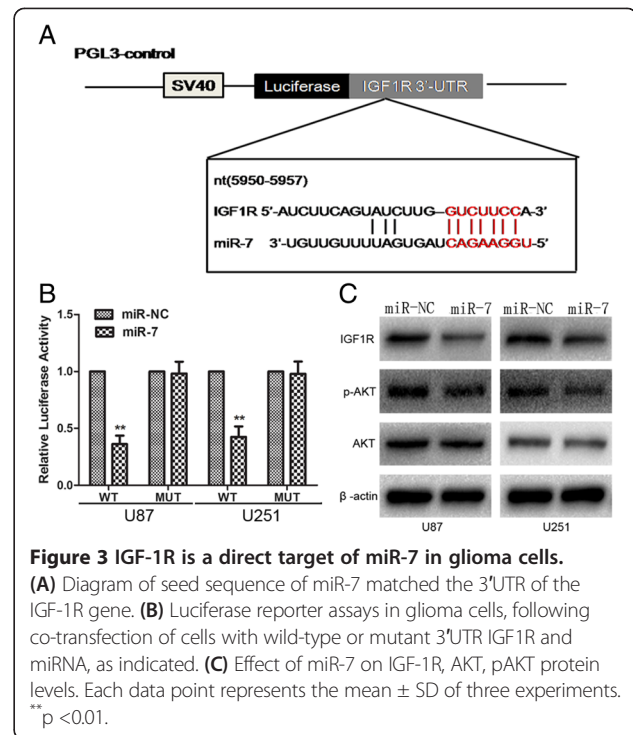 A
PGL3-control
SV40
Luciferase
IGF1R 3'-UTR
nt(5950-5957)
IGF1R 5'-AUCUUCAGUAUCUUG–GUCUUCCA-3'
miR-7 3'-UGUUGUUUUAGUGAUCAGAAGGU-5'
B
miR-NC
miR-7
Relative Luciferase Activity
1.5
1.0
0.5
0.0
**
**
WT MUT WT MUT
U87 U251
C
miR-NC miR-7 miR-NC miR-7
IGF1R
p-AKT
AKT
β-actin
U87 U251
Figure 3 IGF-1R is a direct target of miR-7 in glioma cells.
(A) Diagram of seed sequence of miR-7 matched the 3′UTR of the
IGF-1R gene. (B) Luciferase reporter assays in glioma cells, following
co-transfection of cells with wild-type or mutant 3′UTR IGF1R and
miRNA, as indicated. (C) Effect of miR-7 on IGF-1R, AKT, pAKT protein
levels. Each data point represents the mean ± SD of three experiments.
**p <0.01.